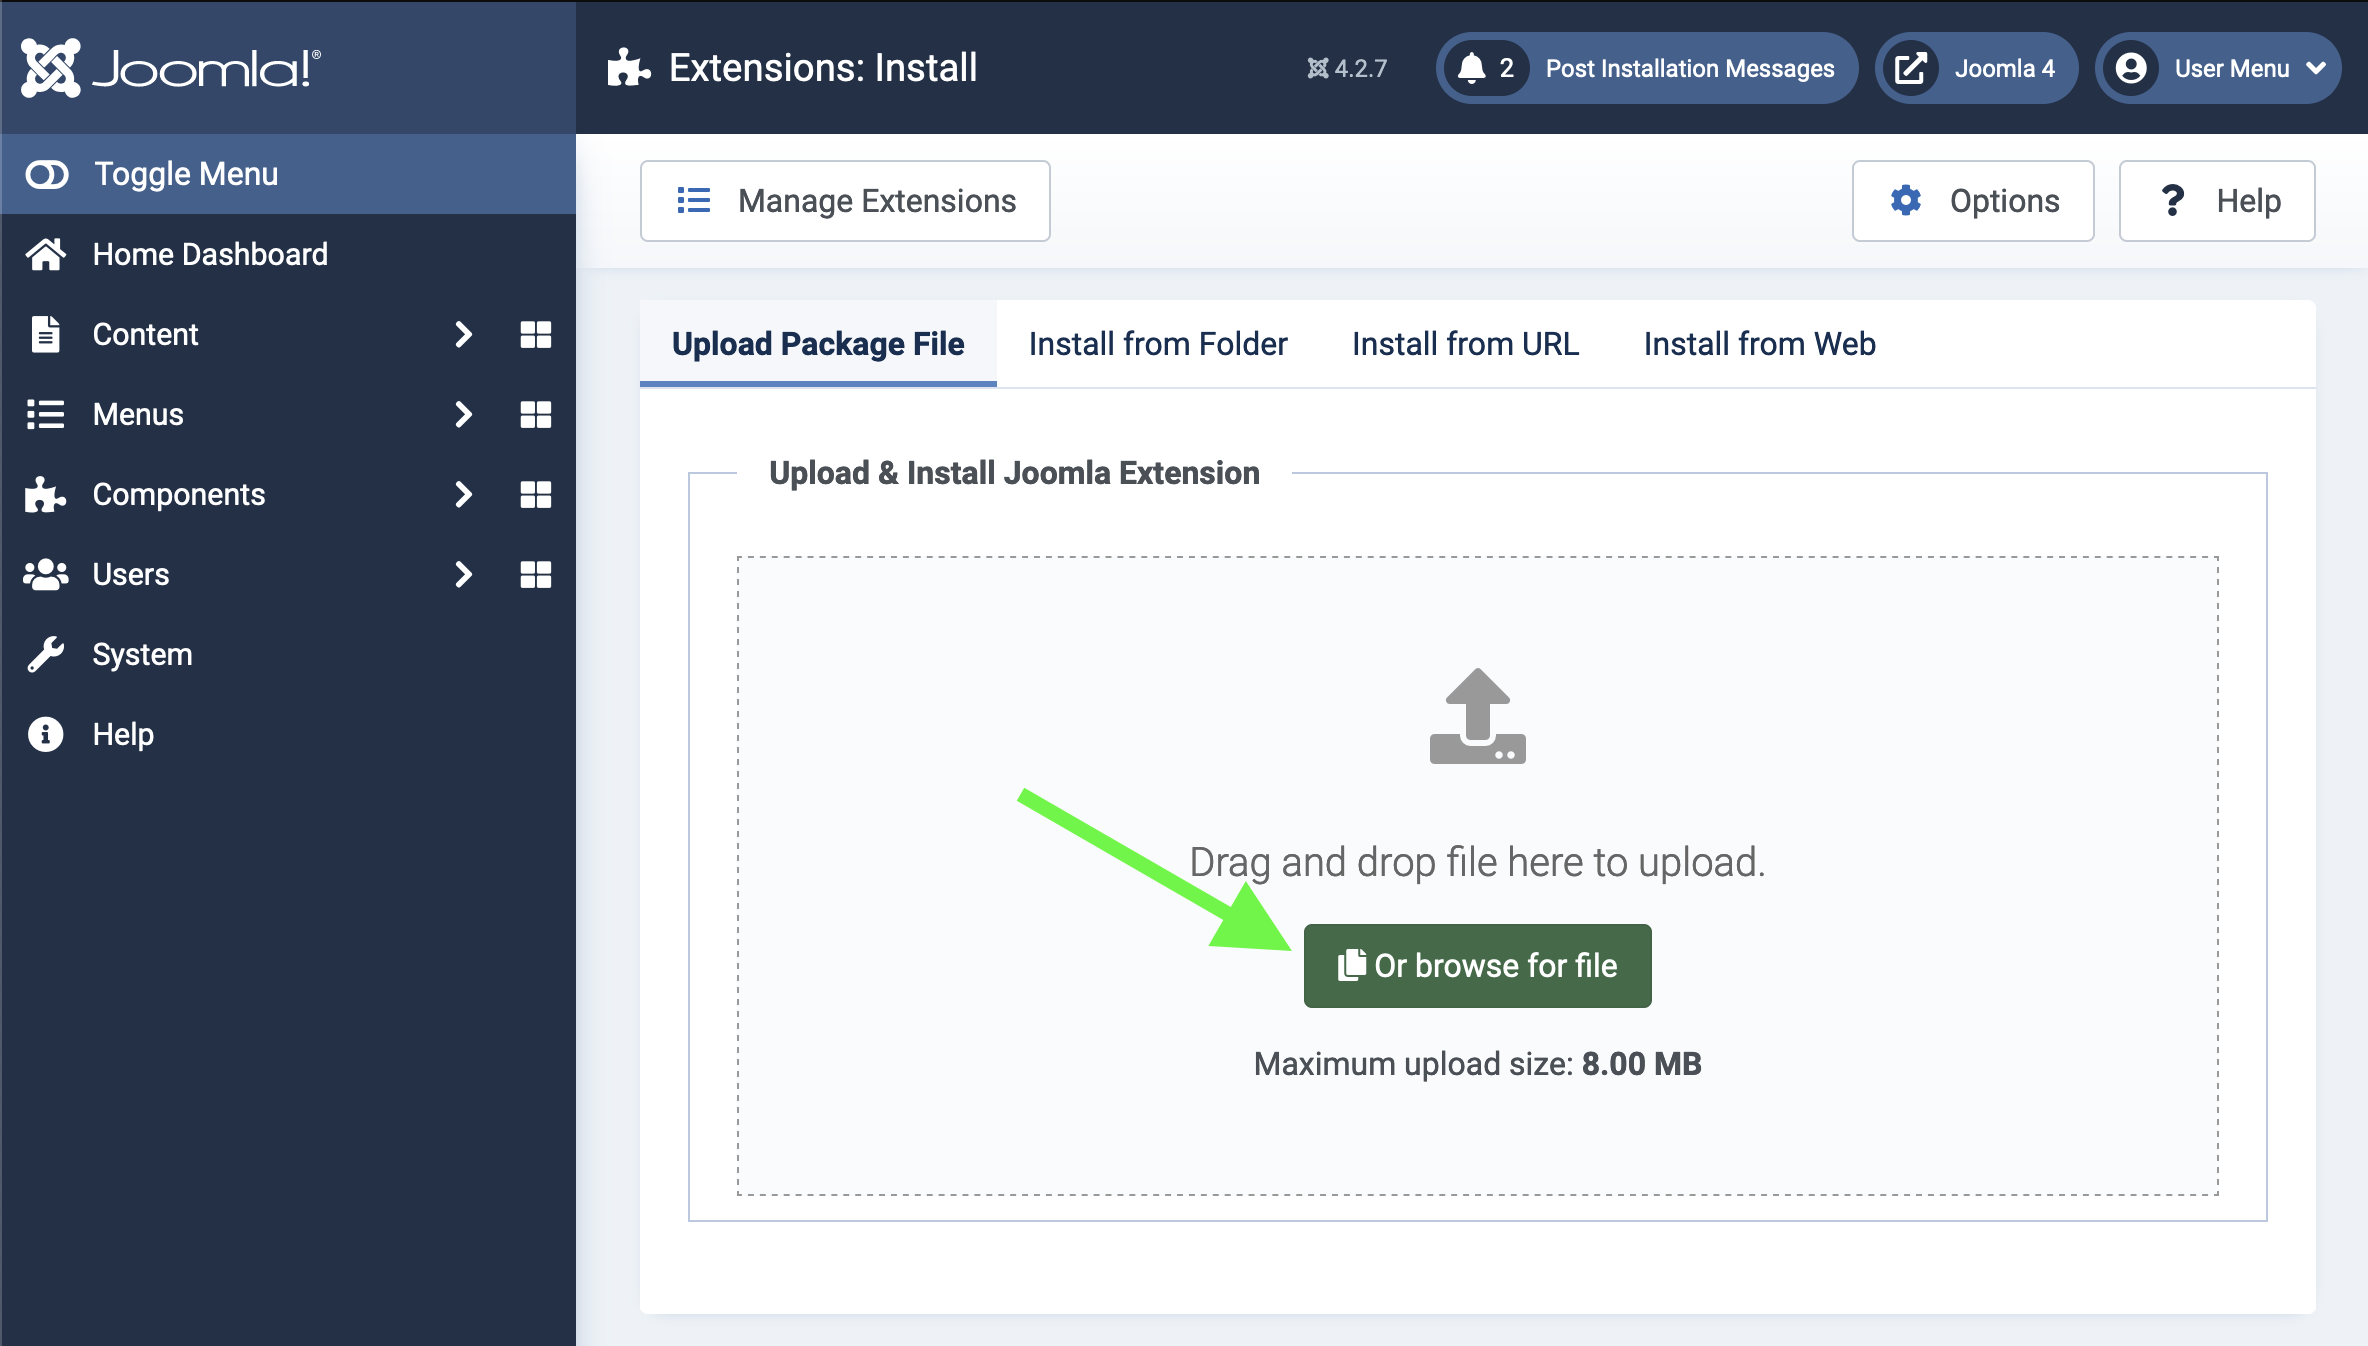 Joomla!®
Extensions: Install
4.2.7
2
Post Installation Messages
Joomla 4
User Menu
Toggle Menu
Home Dashboard
Content
Menus
Components
Users
System
Help
Manage Extensions
Options
? Help
Upload Package File
Install from Folder
Install from URL
Install from Web
Upload & Install Joomla Extension
Drag and drop file here to upload.
Or browse for file
Maximum upload size: 8.00 MB